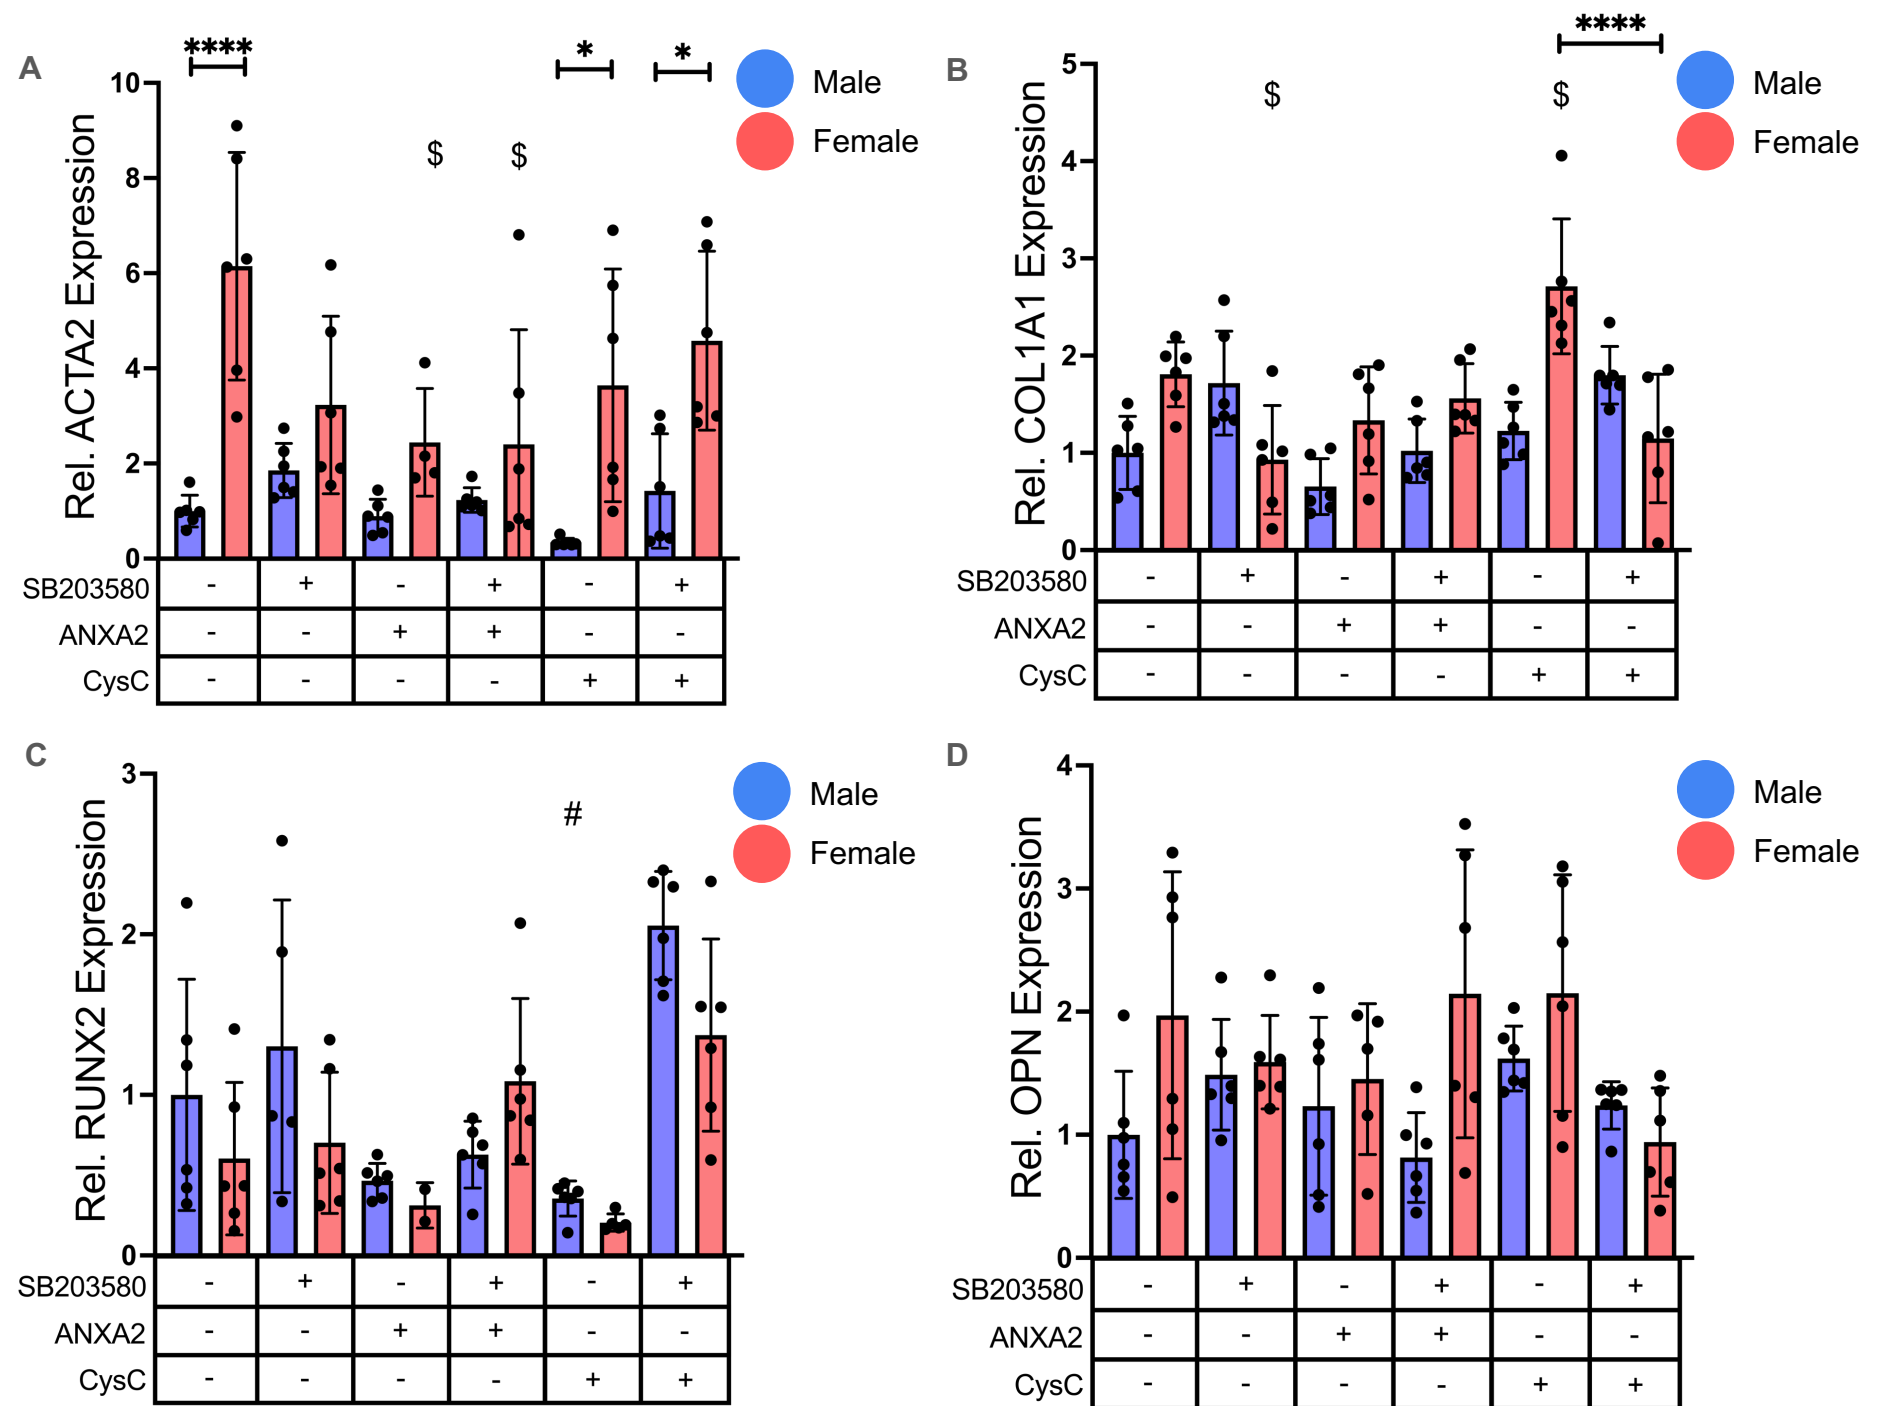 A
**** * *
Male
Female
$ $
Rel. ACTA2 Expression
10
8
6
4
2
0
SB203580 - + - + - +
ANXA2 - - + + - -
CysC - - - - + +
B
****
Male
Female
$ $
Rel. COL1A1 Expression
5
4
3
2
1
0
SB203580 - + - + - +
ANXA2 - - + + - -
CysC - - - - + +
C
Male
Female
#
Rel. RUNX2 Expression
3
2
1
0
SB203580 - + - + - +
ANXA2 - - + + - -
CysC - - - - + +
D
Male
Female
Rel. OPN Expression
4
3
2
1
0
SB203580 - + - + - +
ANXA2 - - + + - -
CysC - - - - + +